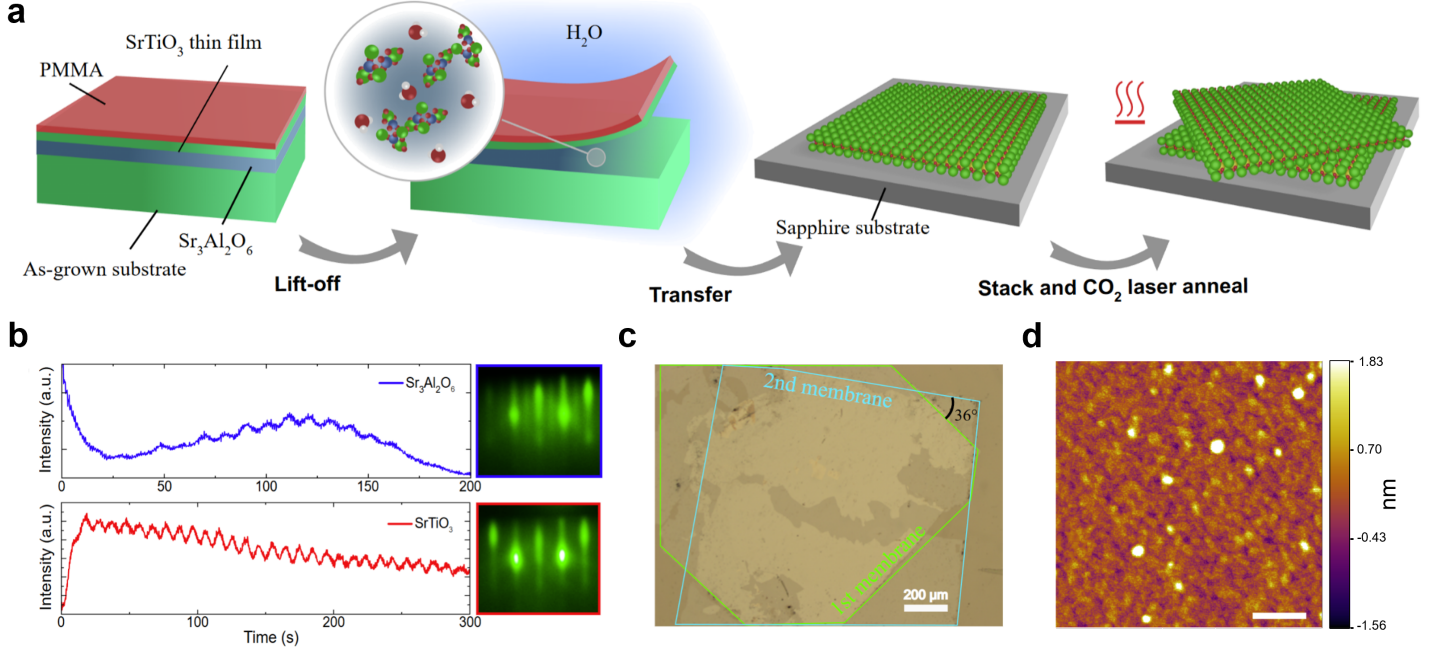 a
SrTiO₃ thin film
PMMA
H₂O
Sr₃Al₂O₆
As-grown substrate
Lift-off
Transfer
Sapphire substrate
Stack and CO₂ laser anneal
b
Intensity (a.u.)
Sr₃Al₂O₆
0 50 100 150 200
Intensity (a.u.)
SrTiO₃
0 100 200 300
Time (s)
c
2nd membrane
36°
1st membrane
200 μm
d
1.83
0.70
-0.43
-1.56
nm